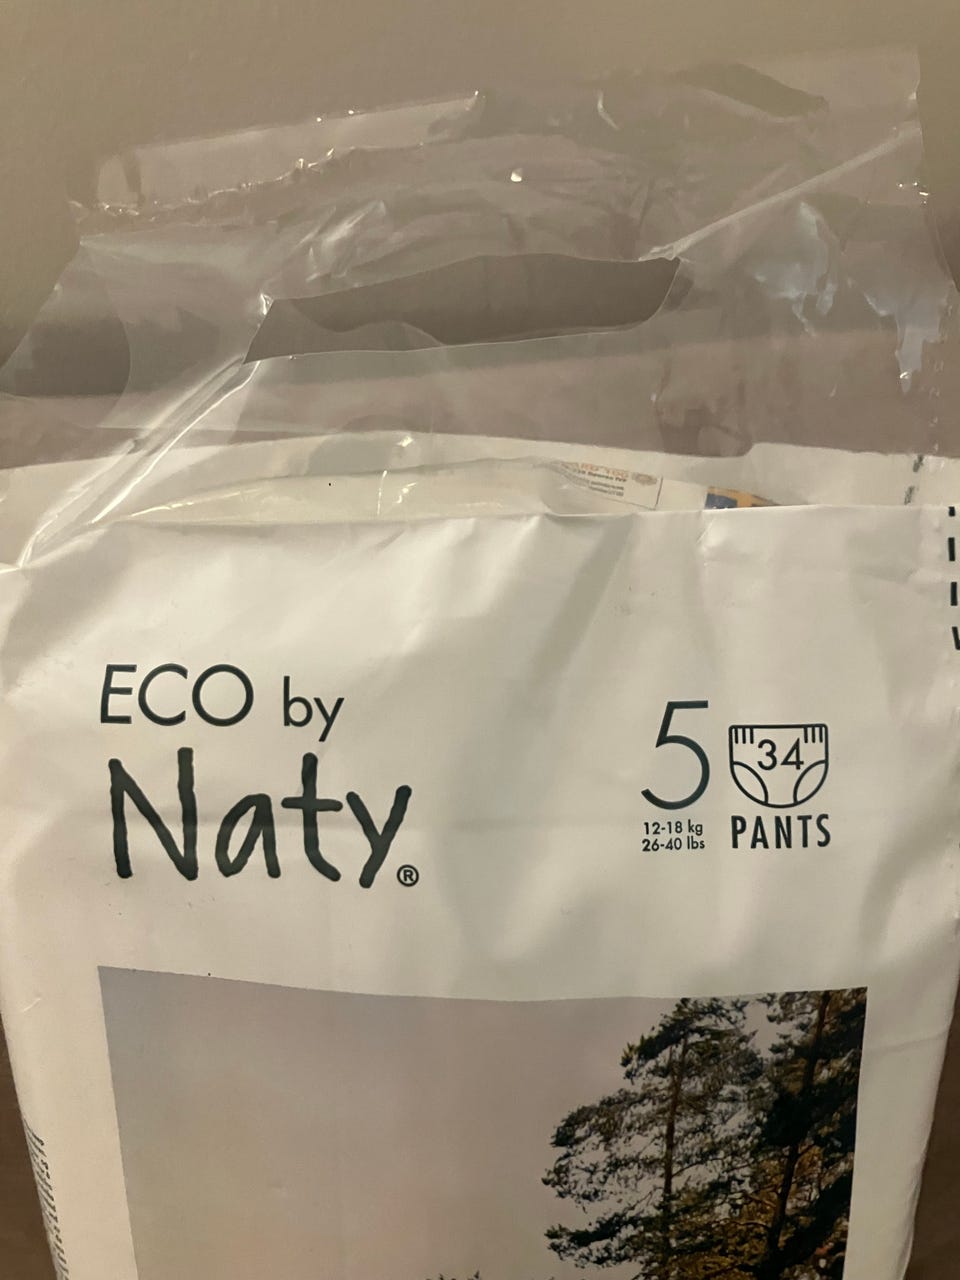 ECO by
Naty®
5
34
12-18 kg
26-40 lbs
PANTS